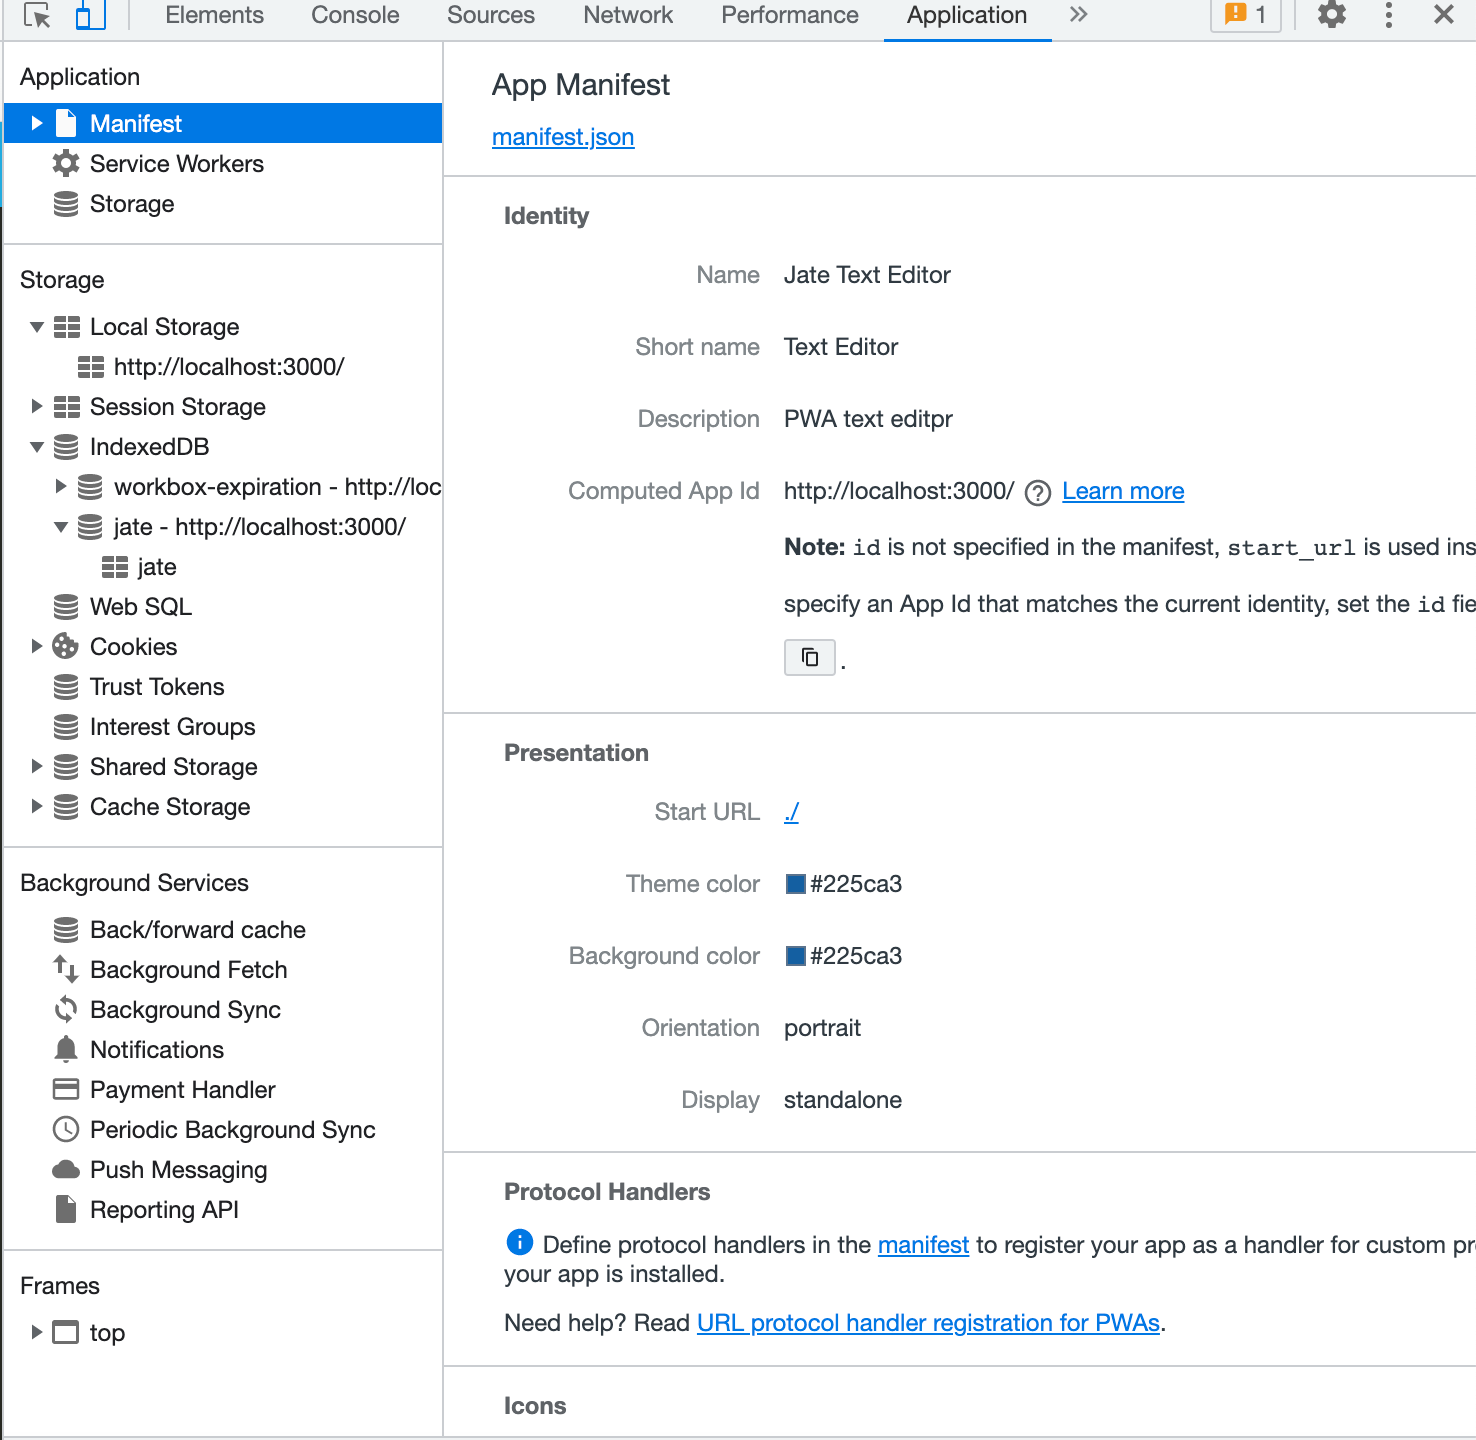 Elements Console Sources Network Performance Application 1
Application
Manifest
Service Workers
Storage
Storage
Local Storage
http://localhost:3000/
Session Storage
IndexedDB
workbox-expiration - http://loc
jate - http://localhost:3000/
jate
Web SQL
Cookies
Trust Tokens
Interest Groups
Shared Storage
Cache Storage
Background Services
Back/forward cache
Background Fetch
Background Sync
Notifications
Payment Handler
Periodic Background Sync
Push Messaging
Reporting API
Frames
top
App Manifest
manifest.json
Identity
Name Jate Text Editor
Short name Text Editor
Description PWA text editpr
Computed App Id http://localhost:3000/ Learn more
Note: id is not specified in the manifest, start_url is used ins
specify an App Id that matches the current identity, set the id fie
.
Presentation
Start URL ./
Theme color #225ca3
Background color #225ca3
Orientation portrait
Display standalone
Protocol Handlers
Define protocol handlers in the manifest to register your app as a handler for custom pr
your app is installed.
Need help? Read URL protocol handler registration for PWAs.
Icons